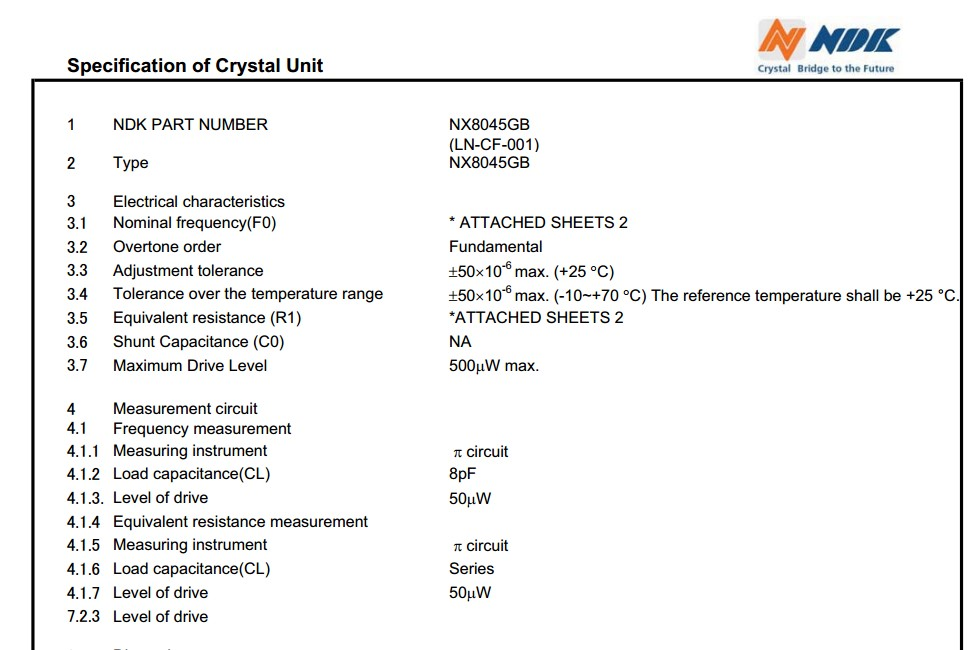 NDK
Crystal Bridge to the Future
Specification of Crystal Unit
1 NDK PART NUMBER NX8045GB
(LN-CF-001)
2 Type NX8045GB
3 Electrical characteristics
3.1 Nominal frequency(F0) * ATTACHED SHEETS 2
3.2 Overtone order Fundamental
3.3 Adjustment tolerance ±50×10⁻⁶ max. (+25 °C)
3.4 Tolerance over the temperature range ±50×10⁻⁶ max. (-10~+70 °C) The reference temperature shall be +25 °C.
3.5 Equivalent resistance (R1) *ATTACHED SHEETS 2
3.6 Shunt Capacitance (C0) NA
3.7 Maximum Drive Level 500μW max.
4 Measurement circuit
4.1 Frequency measurement
4.1.1 Measuring instrument π circuit
4.1.2 Load capacitance(CL) 8pF
4.1.3. Level of drive 50μW
4.1.4 Equivalent resistance measurement
4.1.5 Measuring instrument π circuit
4.1.6 Load capacitance(CL) Series
4.1.7 Level of drive 50μW
7.2.3 Level of drive